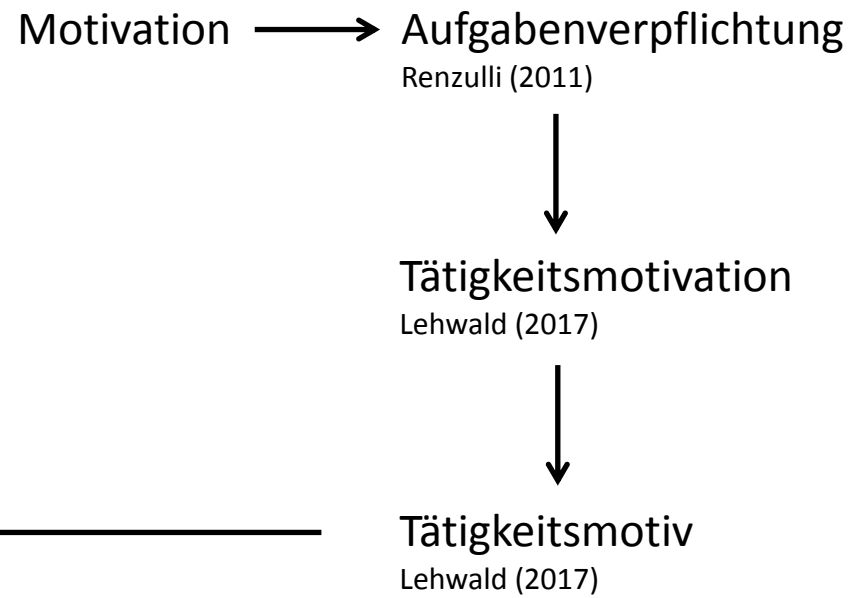 Motivation Aufgabenverpflichtung
Renzulli (2011)
Tätigkeitsmotivation
Lehwald (2017)
Tätigkeitsmotiv
Lehwald (2017)